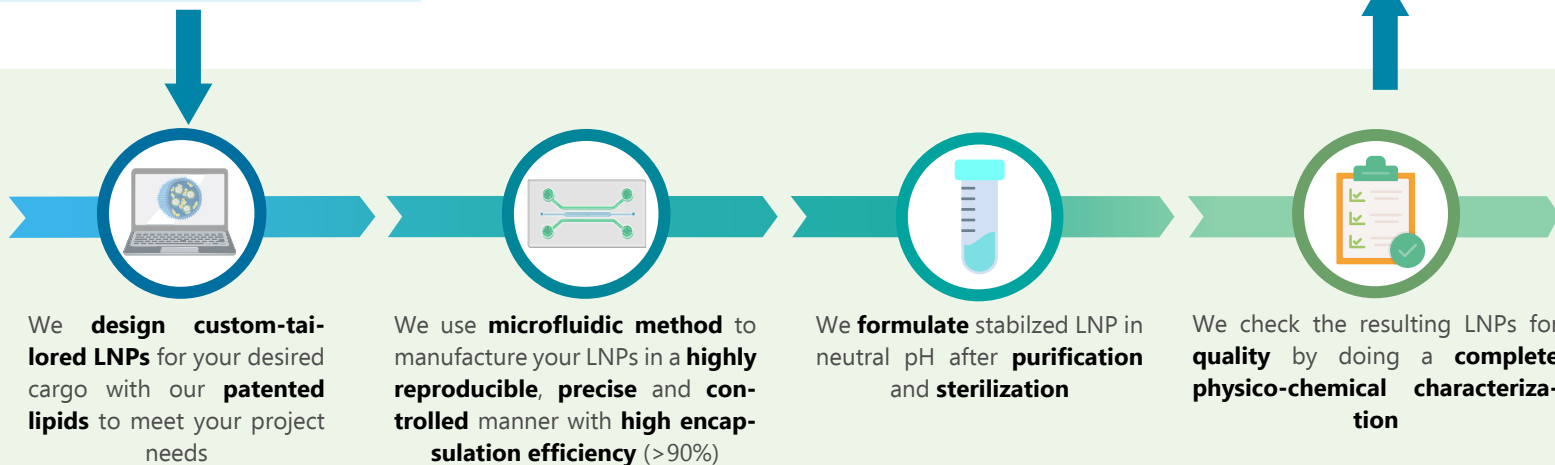 We design custom-tai-
lored LNPs for your desired
cargo with our patented
lipids to meet your project
needs
We use microfluidic method to
manufacture your LNPs in a highly
reproducible, precise and con-
trolled manner with high encap-
sulation efficiency (>90%)
We formulate stabilzed LNP in
neutral pH after purification
and sterilization
We check the resulting LNPs for
quality by doing a complete
physico-chemical characteriza-
tion